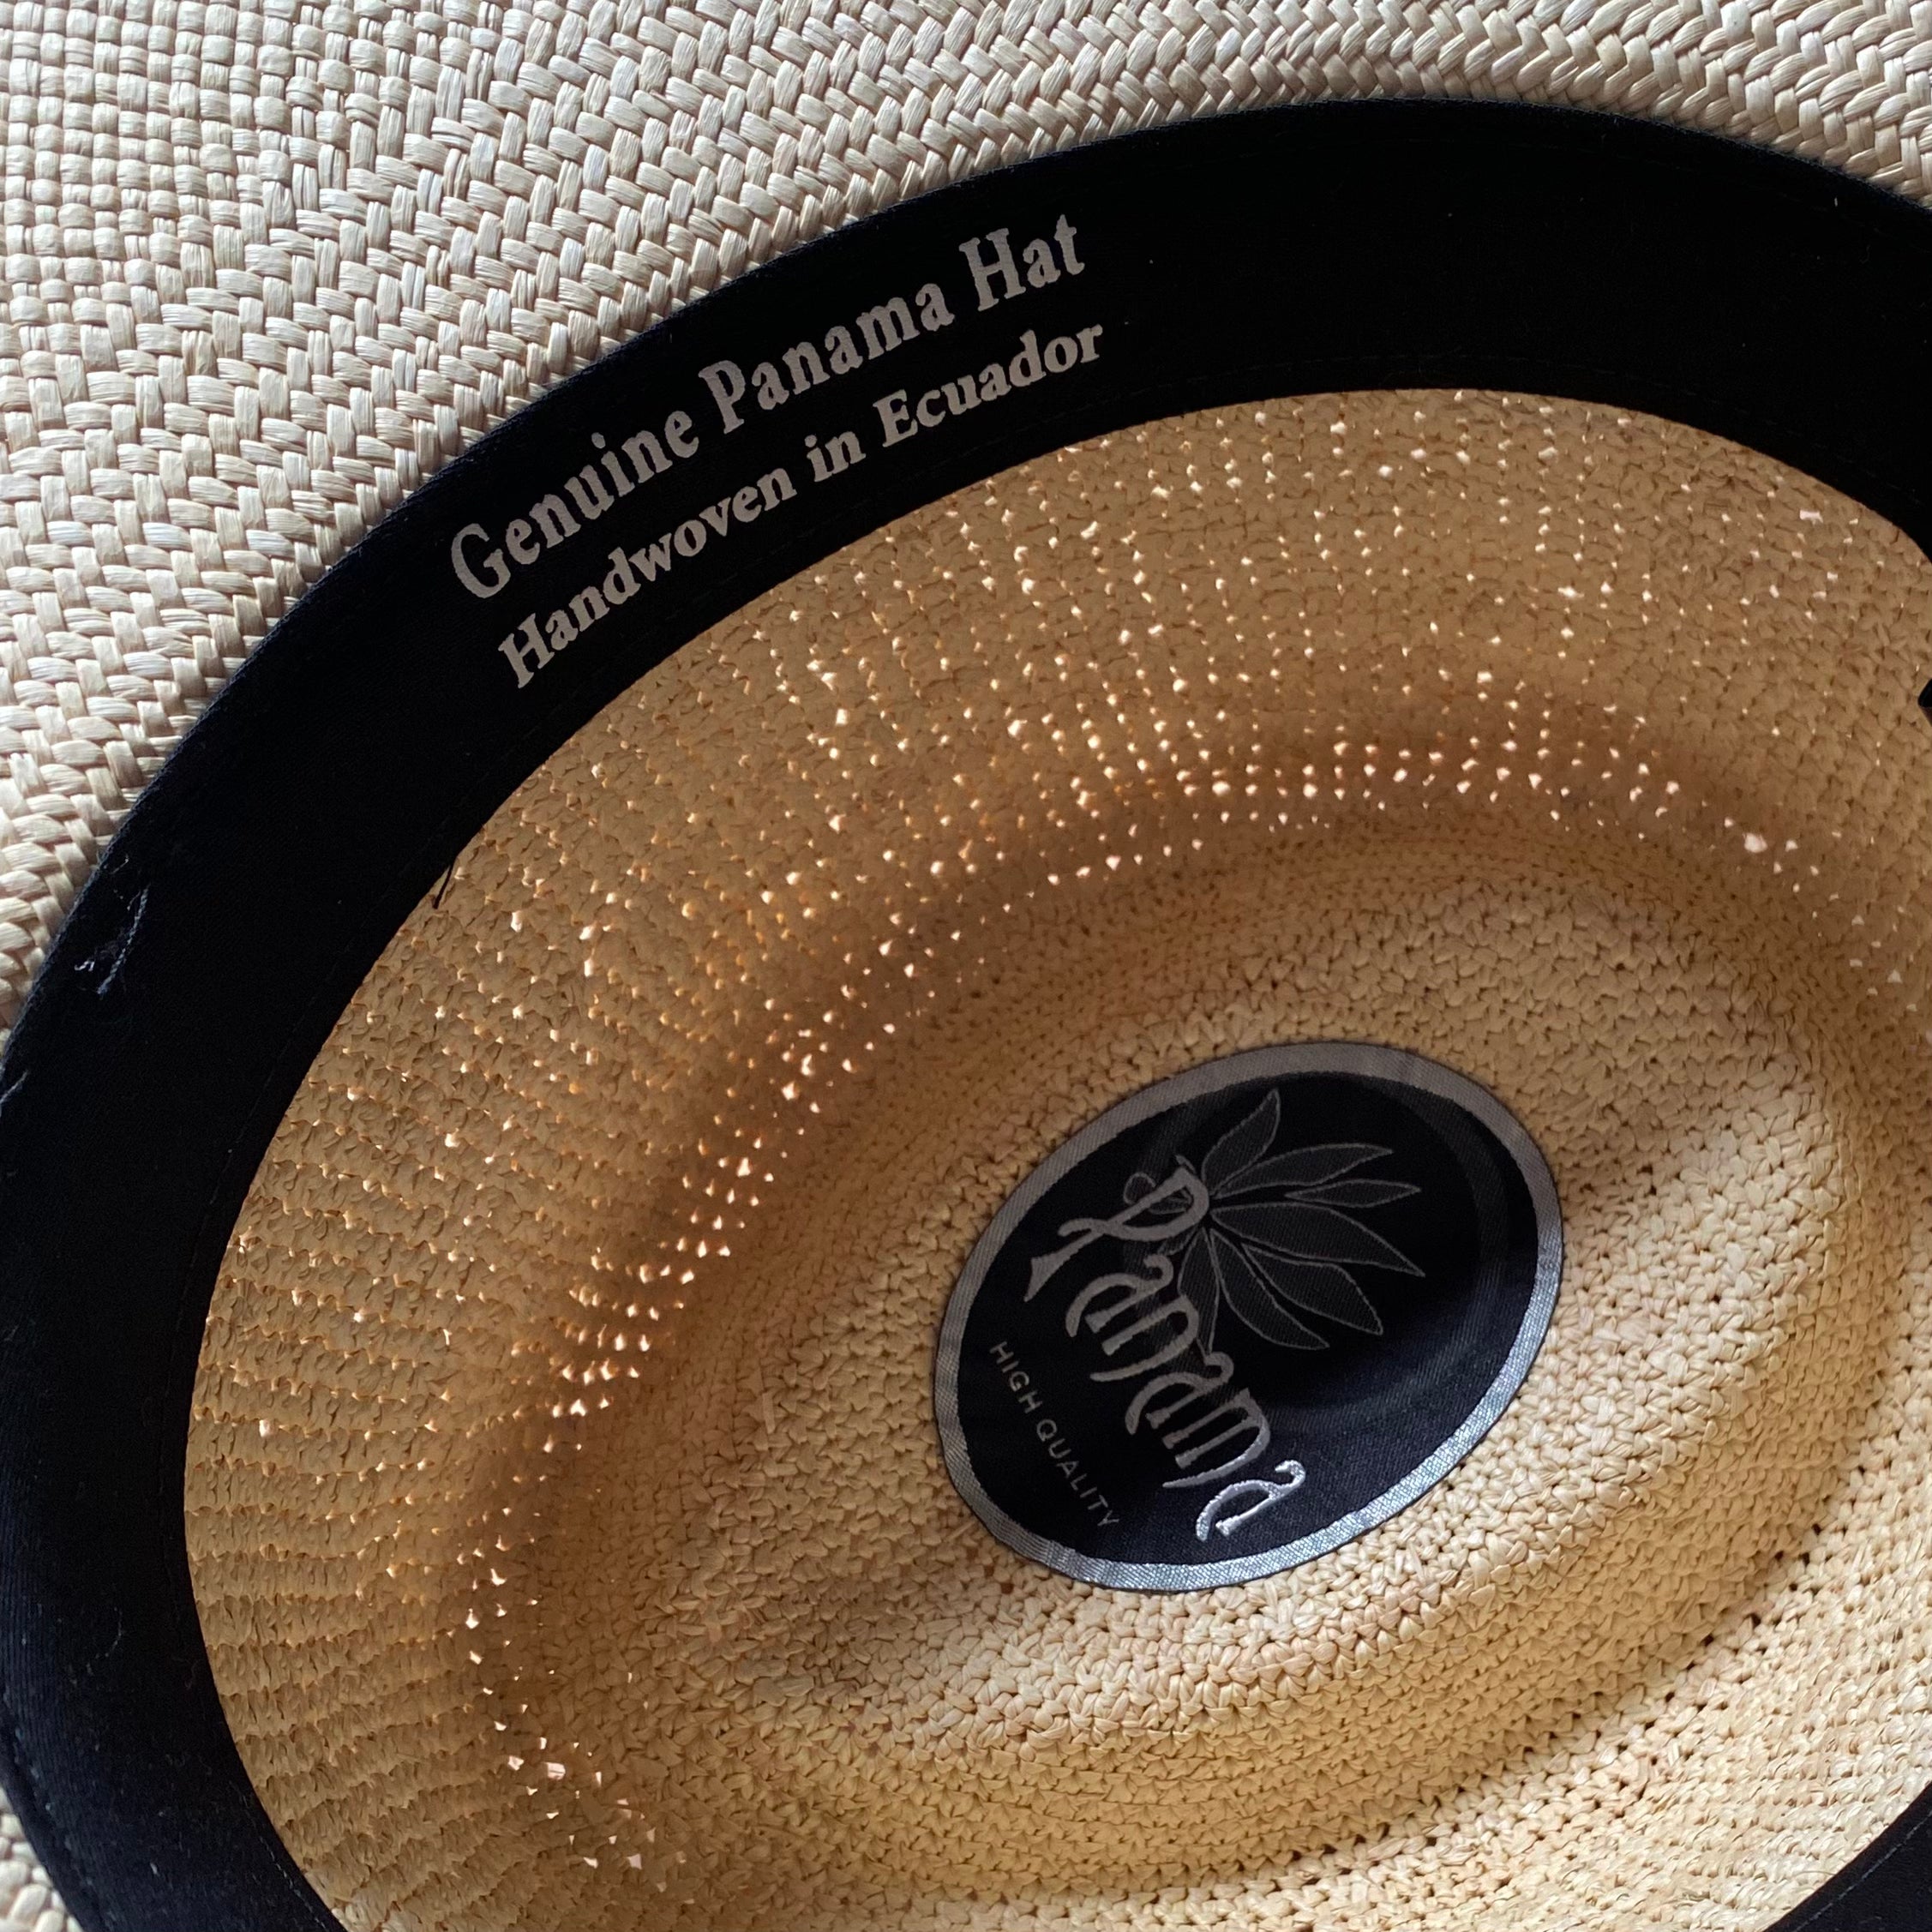 Genuine Panama Hat
Handwoven in Ecuador
Panama
HIGH QUALITY